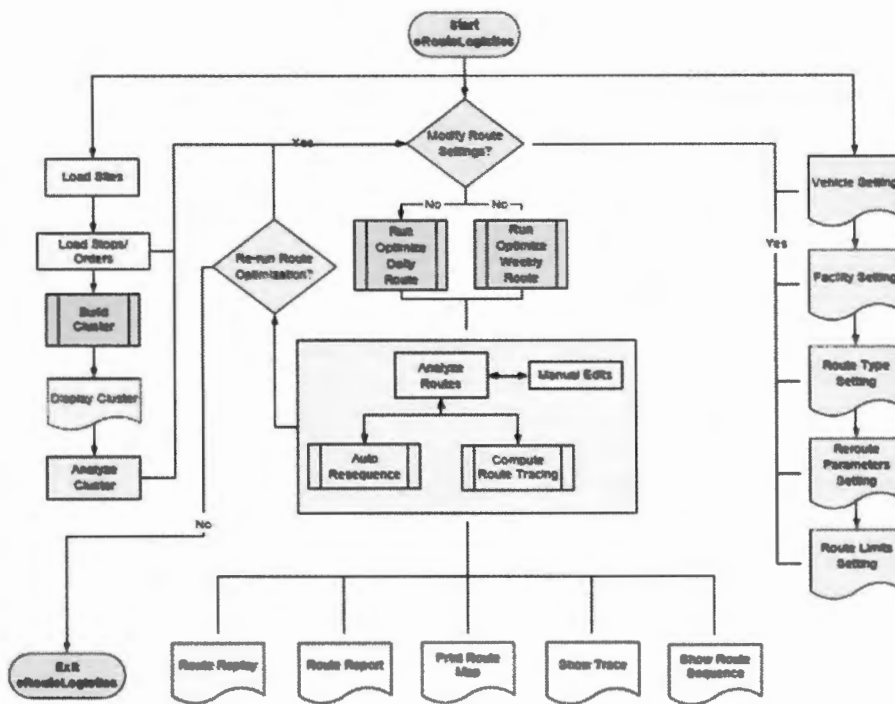 Start
eRouteLogistics
Modify Route
Settings?
Yes
Load Sites
Load Stops/
Orders
Build
Cluster
Display Cluster
Analyze
Cluster
Re-run Route
Optimization?
No
No
No
Run
Optimize
Daily
Route
Run
Optimize
Weekly
Route
Analyze
Routes
Manual Edits
Auto
Resequence
Compute
Route Tracing
Yes
Vehicle Setting
Facility Setting
Route Type
Setting
Reroute
Parameters
Setting
Route Limits
Setting
Exit
eRouteLogistics
Route Replay
Route Report
Print Route
Map
Show Trace
Show Route
Sequence